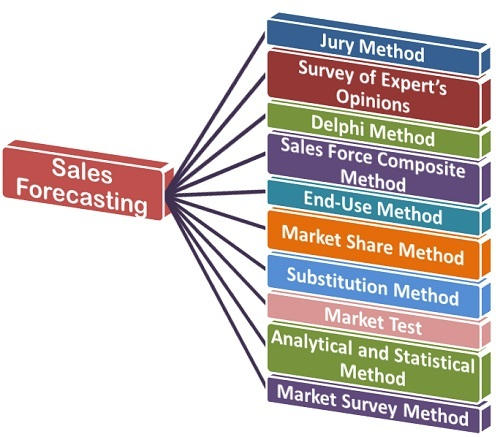 Sales
Forecasting
Jury Method
Survey of Expert's
Opinions
Delphi Method
Sales Force Composite
Method
End-Use Method
Market Share Method
Substitution Method
Market Test
Analytical and Statistical
Method
Market Survey Method